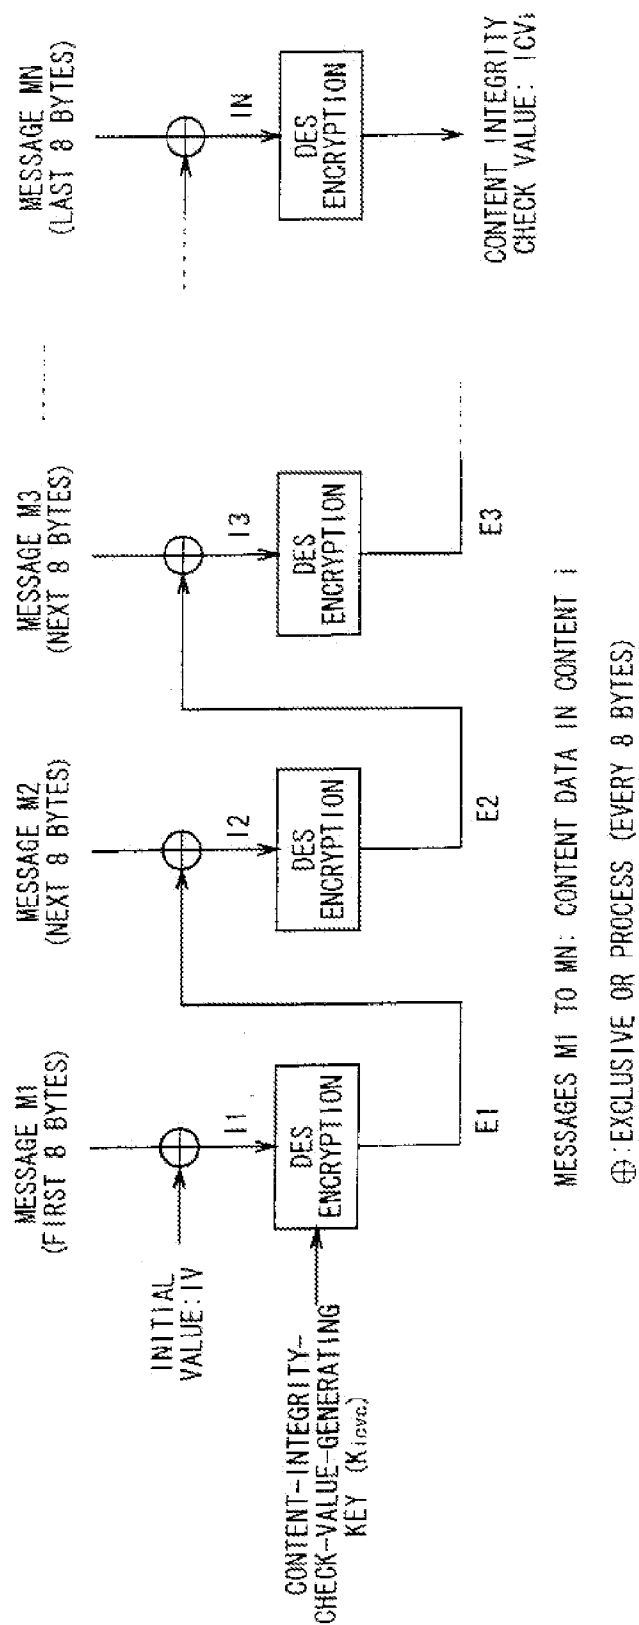 MESSAGE M1
(FIRST 8 BYTES)
MESSAGE M2
(NEXT 8 BYTES)
MESSAGE M3
(NEXT 8 BYTES)
MESSAGE MN
(LAST 8 BYTES)
INITIAL
VALUE:IV
I1
I2
I3
IN
CONTENT-INTEGRITY-
CHECK-VALUE-GENERATING
KEY (Kicvc)
DES
ENCRYPTION
DES
ENCRYPTION
DES
ENCRYPTION
DES
ENCRYPTION
E1
E2
E3
CONTENT INTEGRITY
CHECK VALUE: ICVi
MESSAGES M1 TO MN: CONTENT DATA IN CONTENT i
⊕:EXCLUSIVE OR PROCESS (EVERY 8 BYTES)